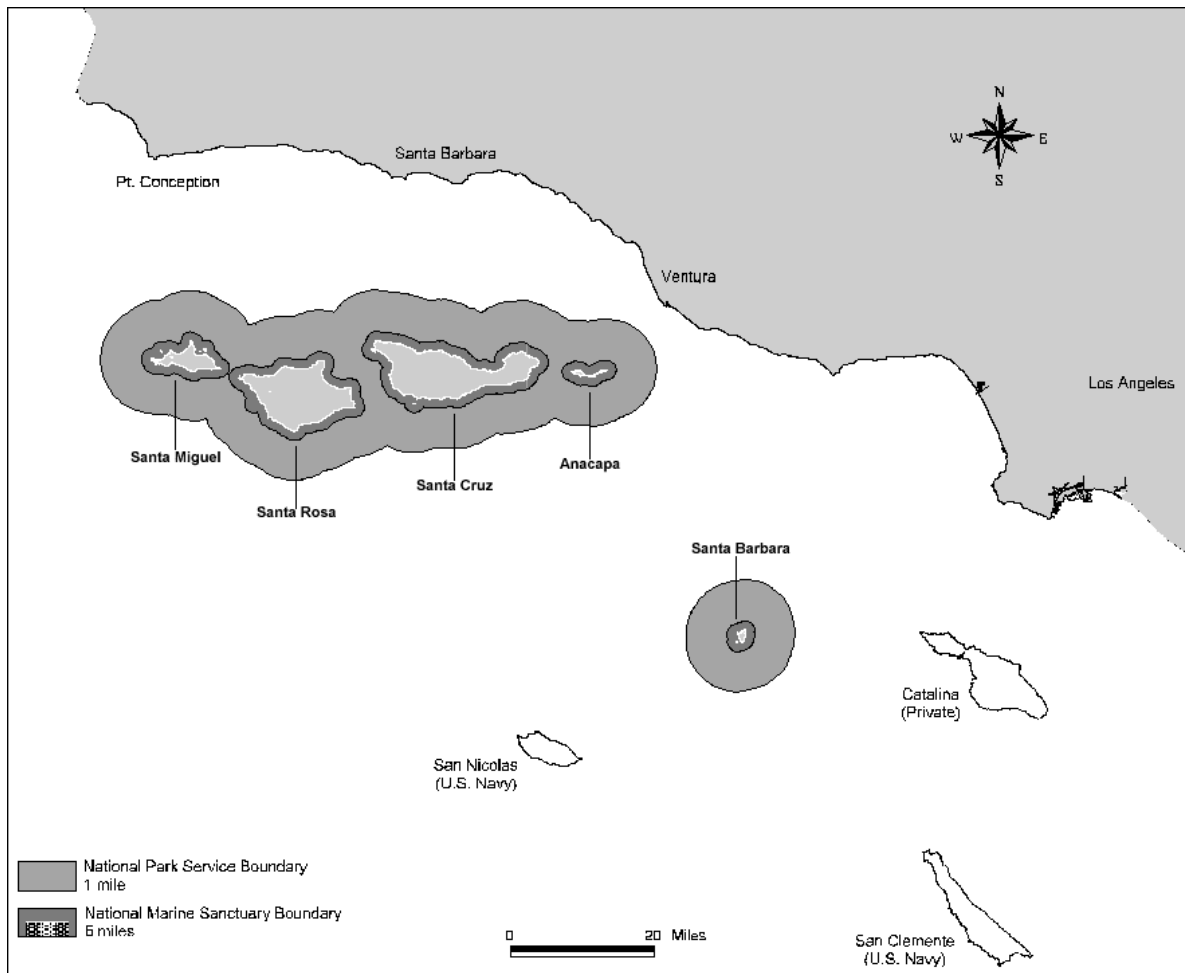 N
W E
S
Santa Barbara
Pt. Conception
Ventura
Los Angeles
Santa Miguel
Anacapa
Santa Cruz
Santa Rosa
Santa Barbara
Catalina
(Private)
San Nicolas
(U.S. Navy)
National Park Service Boundary
1 mile
National Marine Sanctuary Boundary
6 miles
0 20 Miles
San Clemente
(U.S. Navy)